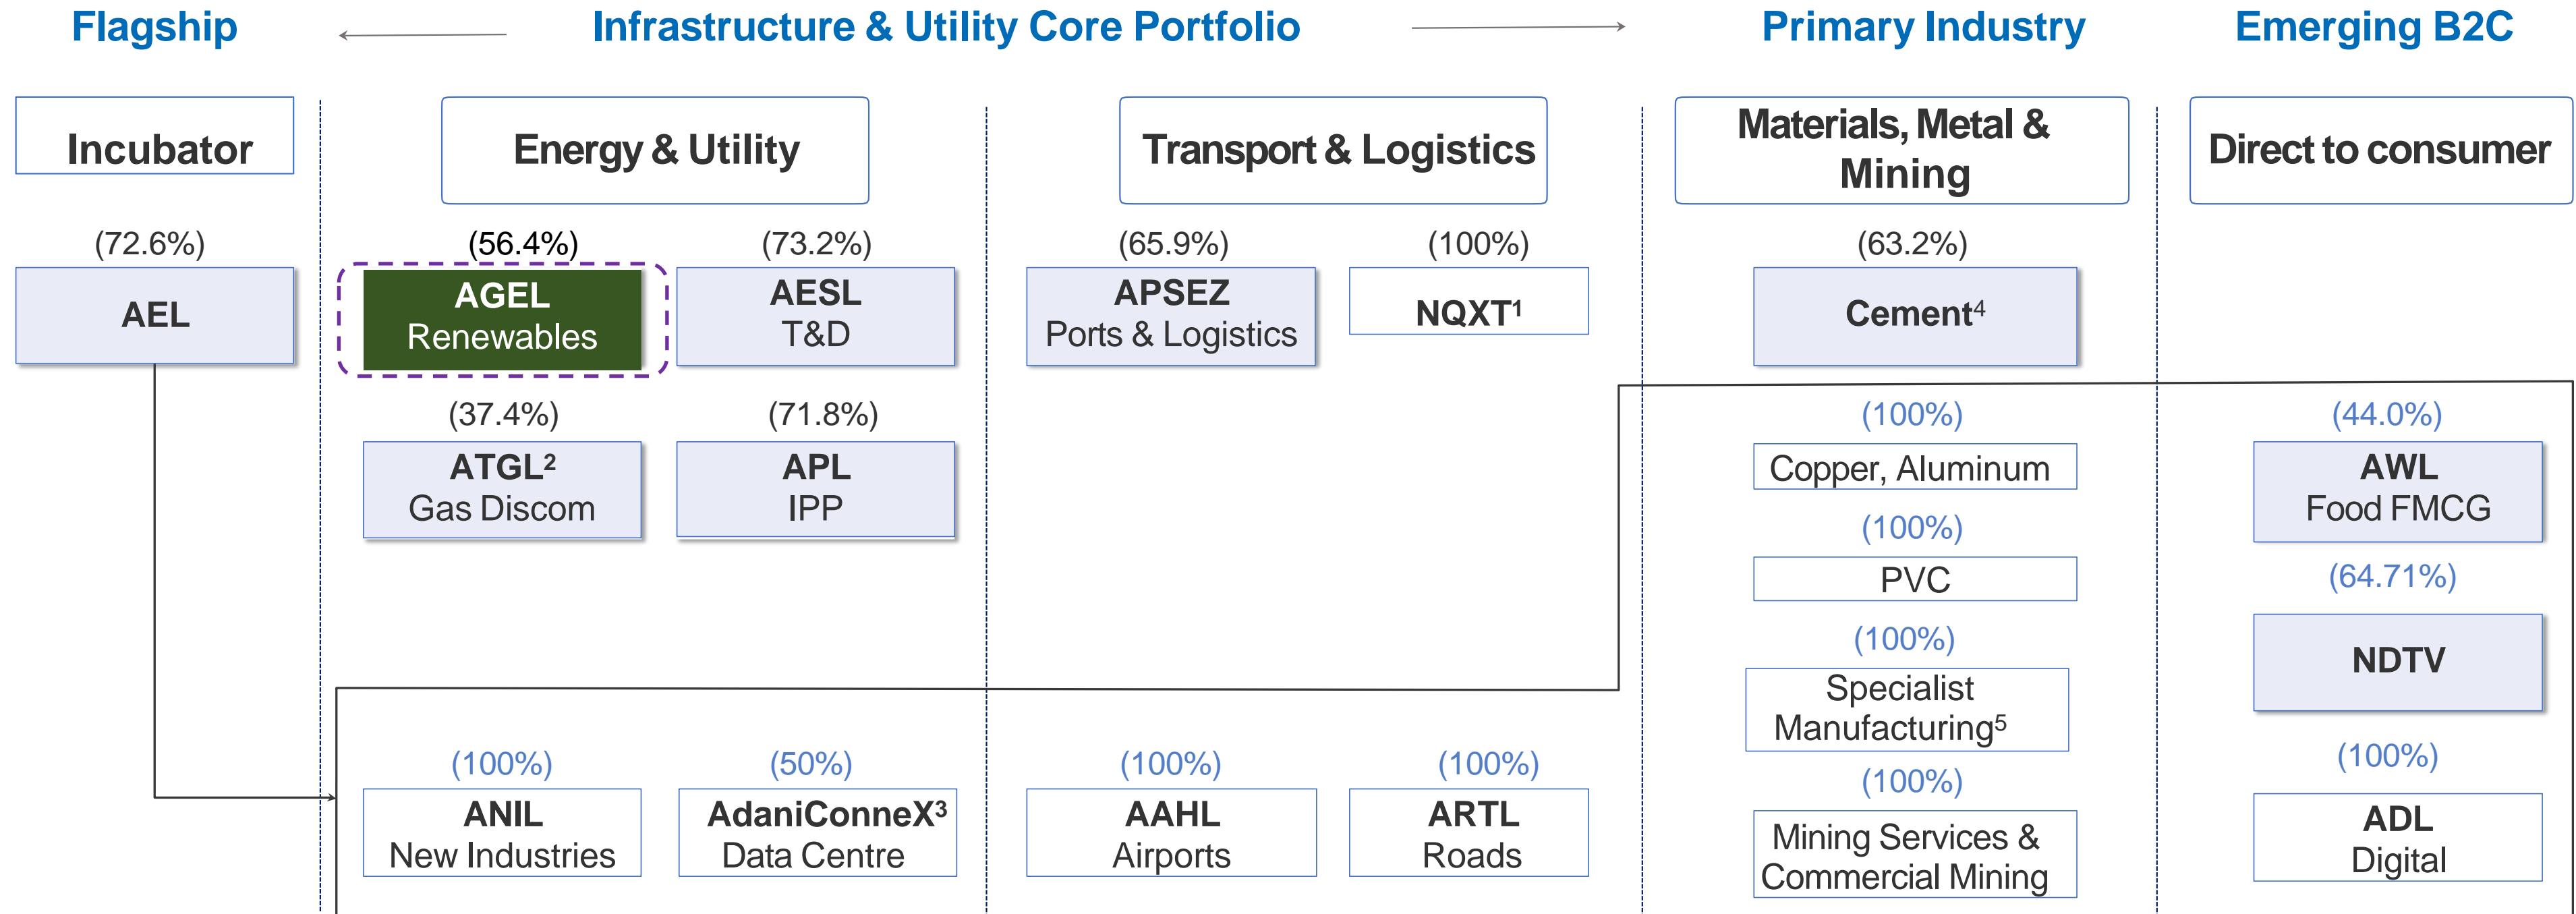 Flagship
Infrastructure & Utility Core Portfolio
Primary Industry
Emerging B2C
Incubator
Energy & Utility
Transport & Logistics
Materials, Metal &
Mining
Direct to consumer
(72.6%)
AEL
(56.4%)
AGEL
Renewables
(73.2%)
AESL
T&D
(37.4%)
ATGL²
Gas Discom
(71.8%)
APL
IPP
(65.9%)
APSEZ
Ports & Logistics
(100%)
NQXT¹
(63.2%)
Cement⁴
(100%)
Copper, Aluminum
(100%)
PVC
(100%)
Specialist
Manufacturing⁵
(100%)
Mining Services &
Commercial Mining
(44.0%)
AWL
Food FMCG
(64.71%)
NDTV
(100%)
ADL
Digital
(100%)
ANIL
New Industries
(50%)
AdaniConneX³
Data Centre
(100%)
AAHL
Airports
(100%)
ARTL
Roads